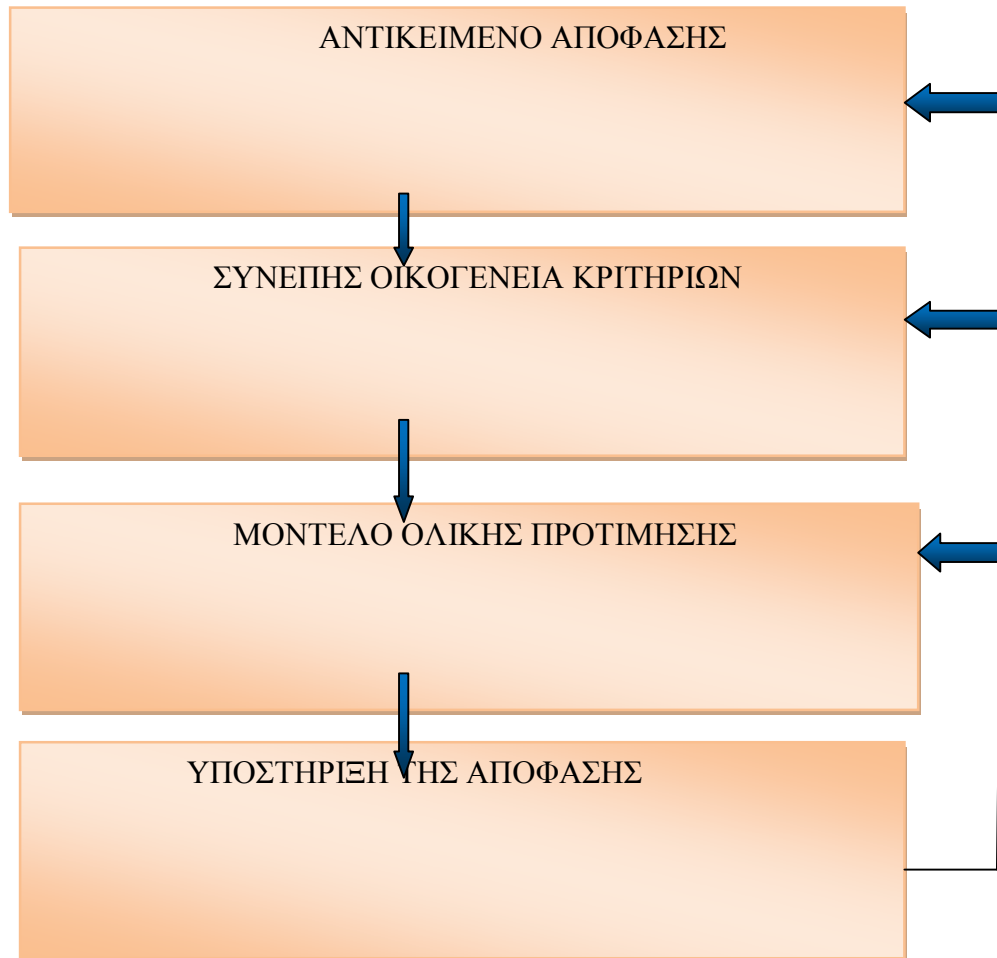 ΑΝΤΙΚΕΙΜΕΝΟ ΑΠΟΦΑΣΗΣ
ΣΥΝΕΠΗΣ ΟΙΚΟΓΕΝΕΙΑ ΚΡΙΤΗΡΙΩΝ
ΜΟΝΤΕΛΟ ΟΛΙΚΗΣ ΠΡΟΤΙΜΗΣΗΣ
ΥΠΟΣΤΗΡΙΞΗ ΤΗΣ ΑΠΟΦΑΣΗΣ